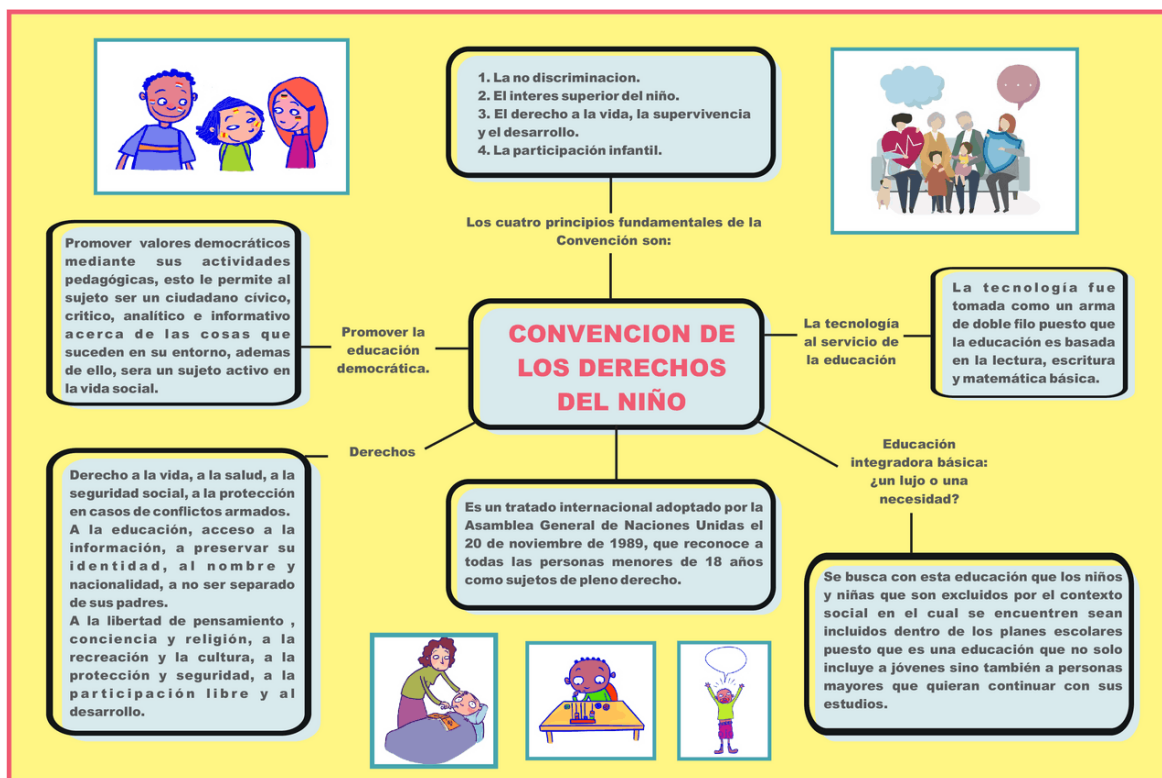 1. La no discriminacion.
2. El interes superior del niño.
3. El derecho a la vida, la supervivencia
y el desarrollo.
4. La participación infantil.
Los cuatro principios fundamentales de la
Convención son:
Promover valores democráticos
mediante sus actividades
pedagógicas, esto le permite al
sujeto ser un ciudadano cívico,
critico, analítico e informativo
acerca de las cosas que
suceden en su entorno, ademas
de ello, sera un sujeto activo en
la vida social.
Promover la
educación
democrática.
CONVENCION DE
LOS DERECHOS
DEL NIÑO
La tecnología
al servicio de
la educación
La tecnología fue
tomada como un arma
de doble filo puesto que
la educación es basada
en la lectura, escritura
y matemática básica.
Derechos
Derecho a la vida, a la salud, a la
seguridad social, a la protección
en casos de conflictos armados.
A la educación, acceso a la
información, a preservar su
identidad, al nombre y
nacionalidad, a no ser separado
de sus padres.
A la libertad de pensamiento ,
conciencia y religión, a la
recreación y la cultura, a la
protección y seguridad, a la
participación libre y al
desarrollo.
Es un tratado internacional adoptado por la
Asamblea General de Naciones Unidas el
20 de noviembre de 1989, que reconoce a
todas las personas menores de 18 años
como sujetos de pleno derecho.
Educación
integradora básica:
¿un lujo o una
necesidad?
Se busca con esta educación que los niños
y niñas que son excluidos por el contexto
social en el cual se encuentren sean
incluidos dentro de los planes escolares
puesto que es una educación que no solo
incluye a jóvenes sino también a personas
mayores que quieran continuar con sus
estudios.